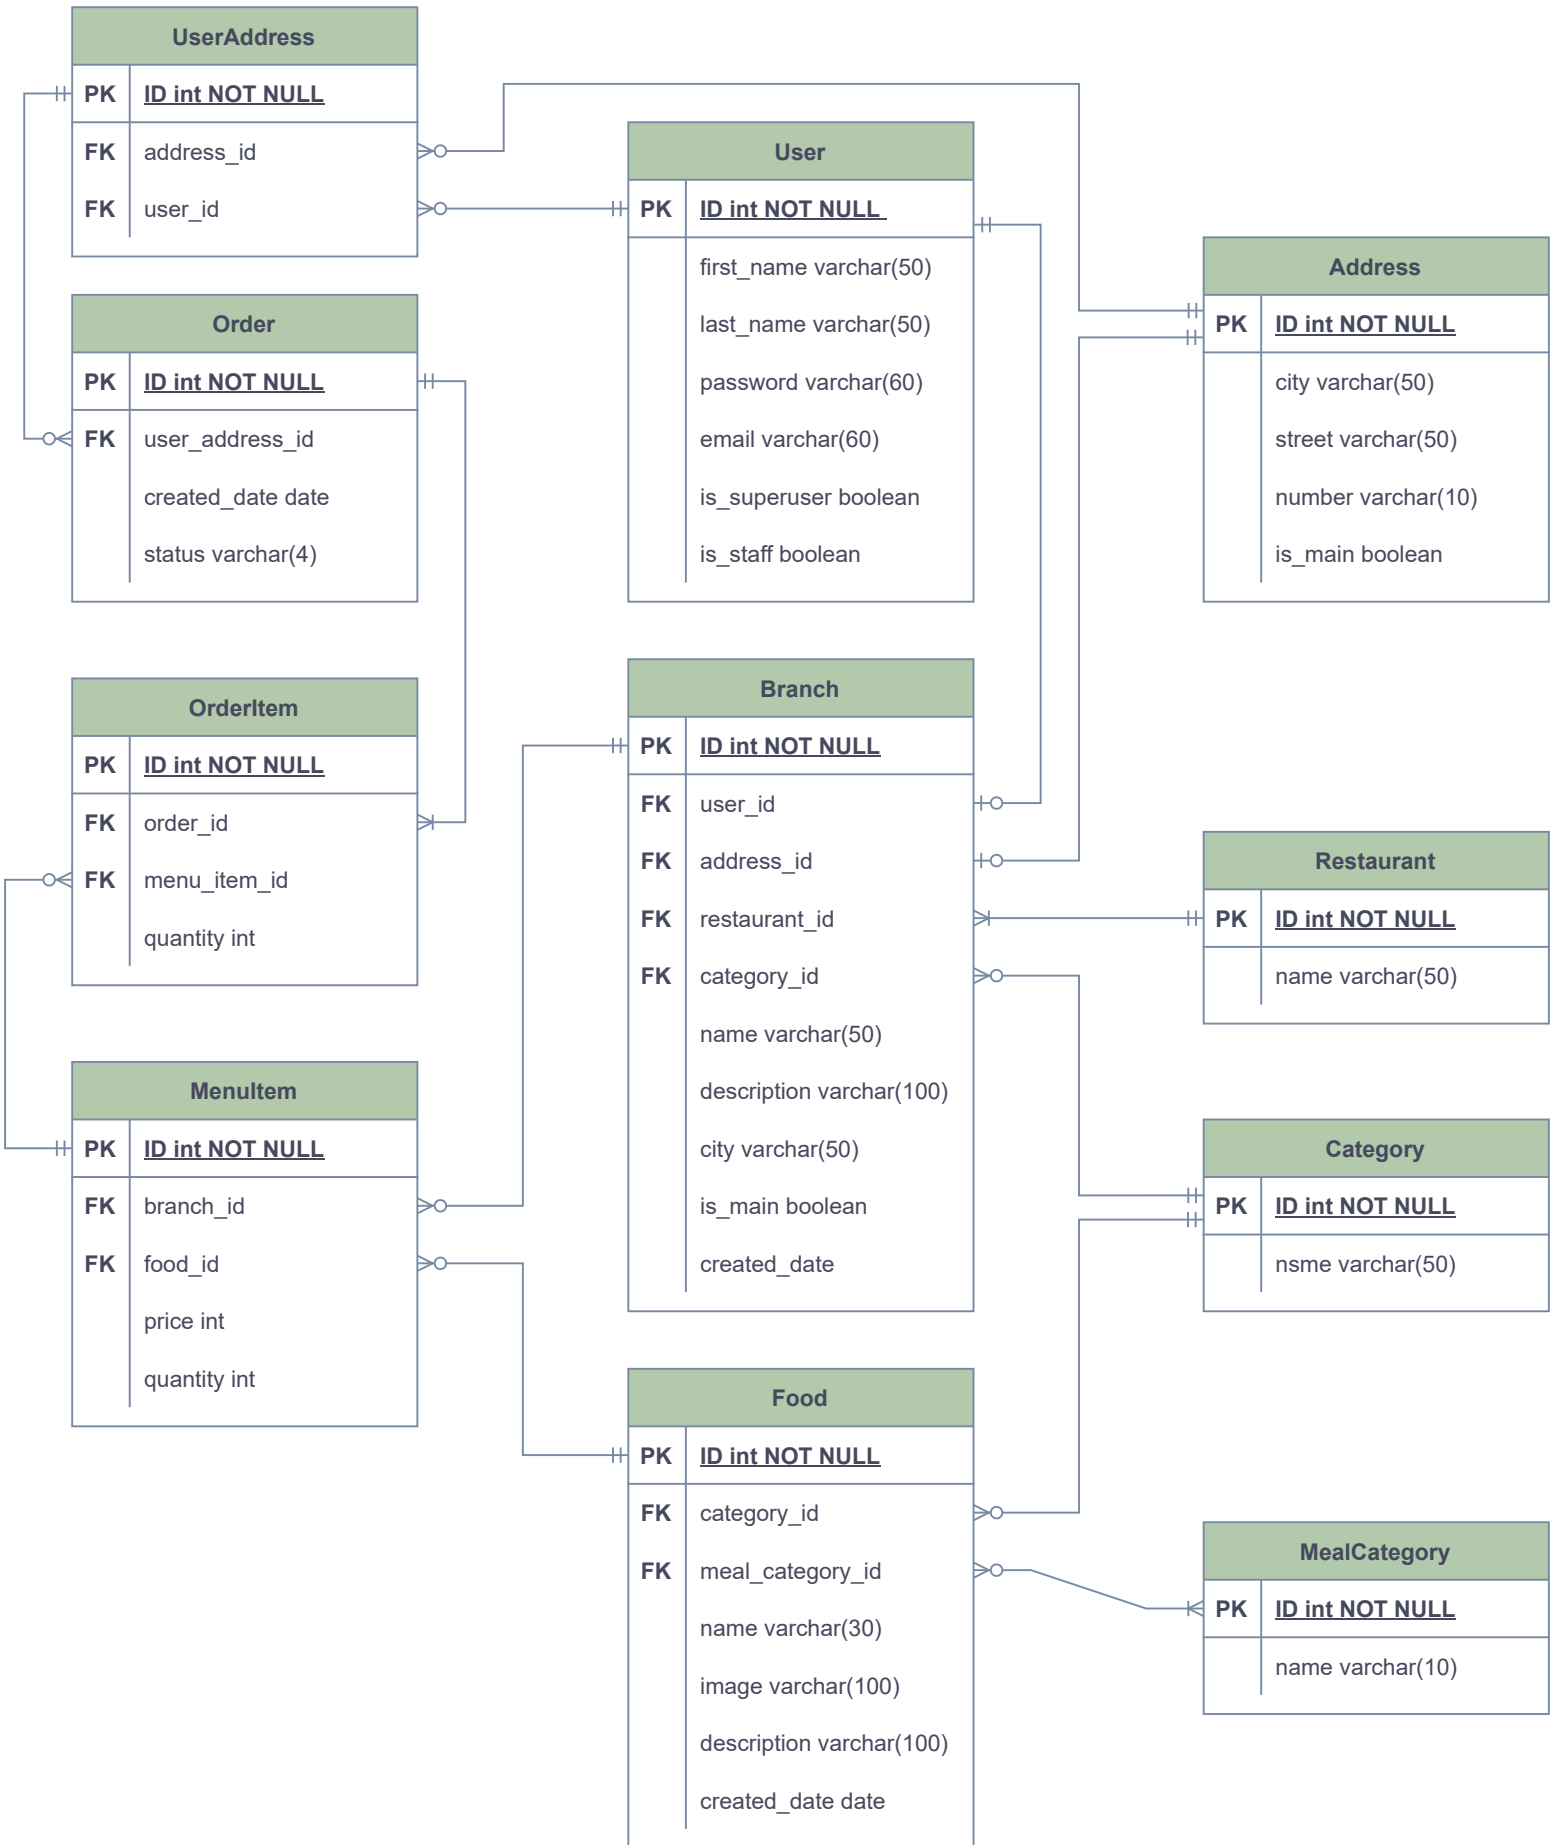 UserAddress
PK ID int NOT NULL
FK address_id
FK user_id
User
PK ID int NOT NULL
first_name varchar(50)
last_name varchar(50)
password varchar(60)
email varchar(60)
is_superuser boolean
is_staff boolean
Address
PK ID int NOT NULL
city varchar(50)
street varchar(50)
number varchar(10)
is_main boolean
Order
PK ID int NOT NULL
FK user_address_id
created_date date
status varchar(4)
OrderItem
PK ID int NOT NULL
FK order_id
FK menu_item_id
quantity int
Branch
PK ID int NOT NULL
FK user_id
FK address_id
FK restaurant_id
FK category_id
name varchar(50)
description varchar(100)
city varchar(50)
is_main boolean
created_date
Restaurant
PK ID int NOT NULL
name varchar(50)
MenuItem
PK ID int NOT NULL
FK branch_id
FK food_id
price int
quantity int
Category
PK ID int NOT NULL
nsme varchar(50)
Food
PK ID int NOT NULL
FK category_id
FK meal_category_id
name varchar(30)
image varchar(100)
description varchar(100)
created_date date
MealCategory
PK ID int NOT NULL
name varchar(10)